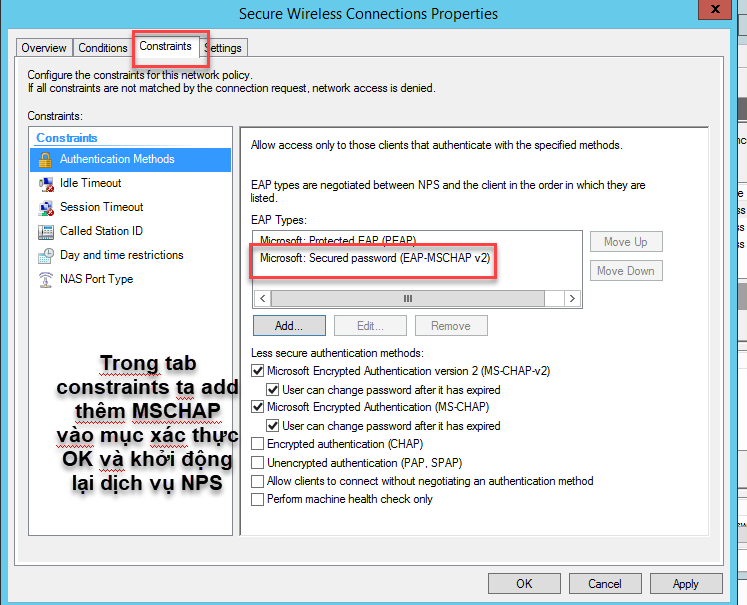 Secure Wireless Connections Properties
x
Overview
Conditions
Constraints
Settings
Configure the constraints for this network policy.
If all constraints are not matched by the connection request, network access is denied.
Constraints:
Constraints
Authentication Methods
Idle Timeout
Session Timeout
Called Station ID
Day and time restrictions
NAS Port Type
Trong tab
constraints ta add
thêm MSCHAP
vào mục xác thực
OK và khởi động
lại dịch vụ NPS
Allow access only to those clients that authenticate with the specified methods.
EAP types are negotiated between NPS and the client in the order in which they are
listed.
EAP Types:
Microsoft: Protected EAP (PEAP)
Microsoft: Secured password (EAP-MSCHAP v2)
Move Up
Move Down
Add...
Edit...
Remove
Less secure authentication methods:
Microsoft Encrypted Authentication version 2 (MS-CHAP-v2)
User can change password after it has expired
Microsoft Encrypted Authentication (MS-CHAP)
User can change password after it has expired
Encrypted authentication (CHAP)
Unencrypted authentication (PAP, SPAP)
Allow clients to connect without negotiating an authentication method
Perform machine health check only
OK
Cancel
Apply